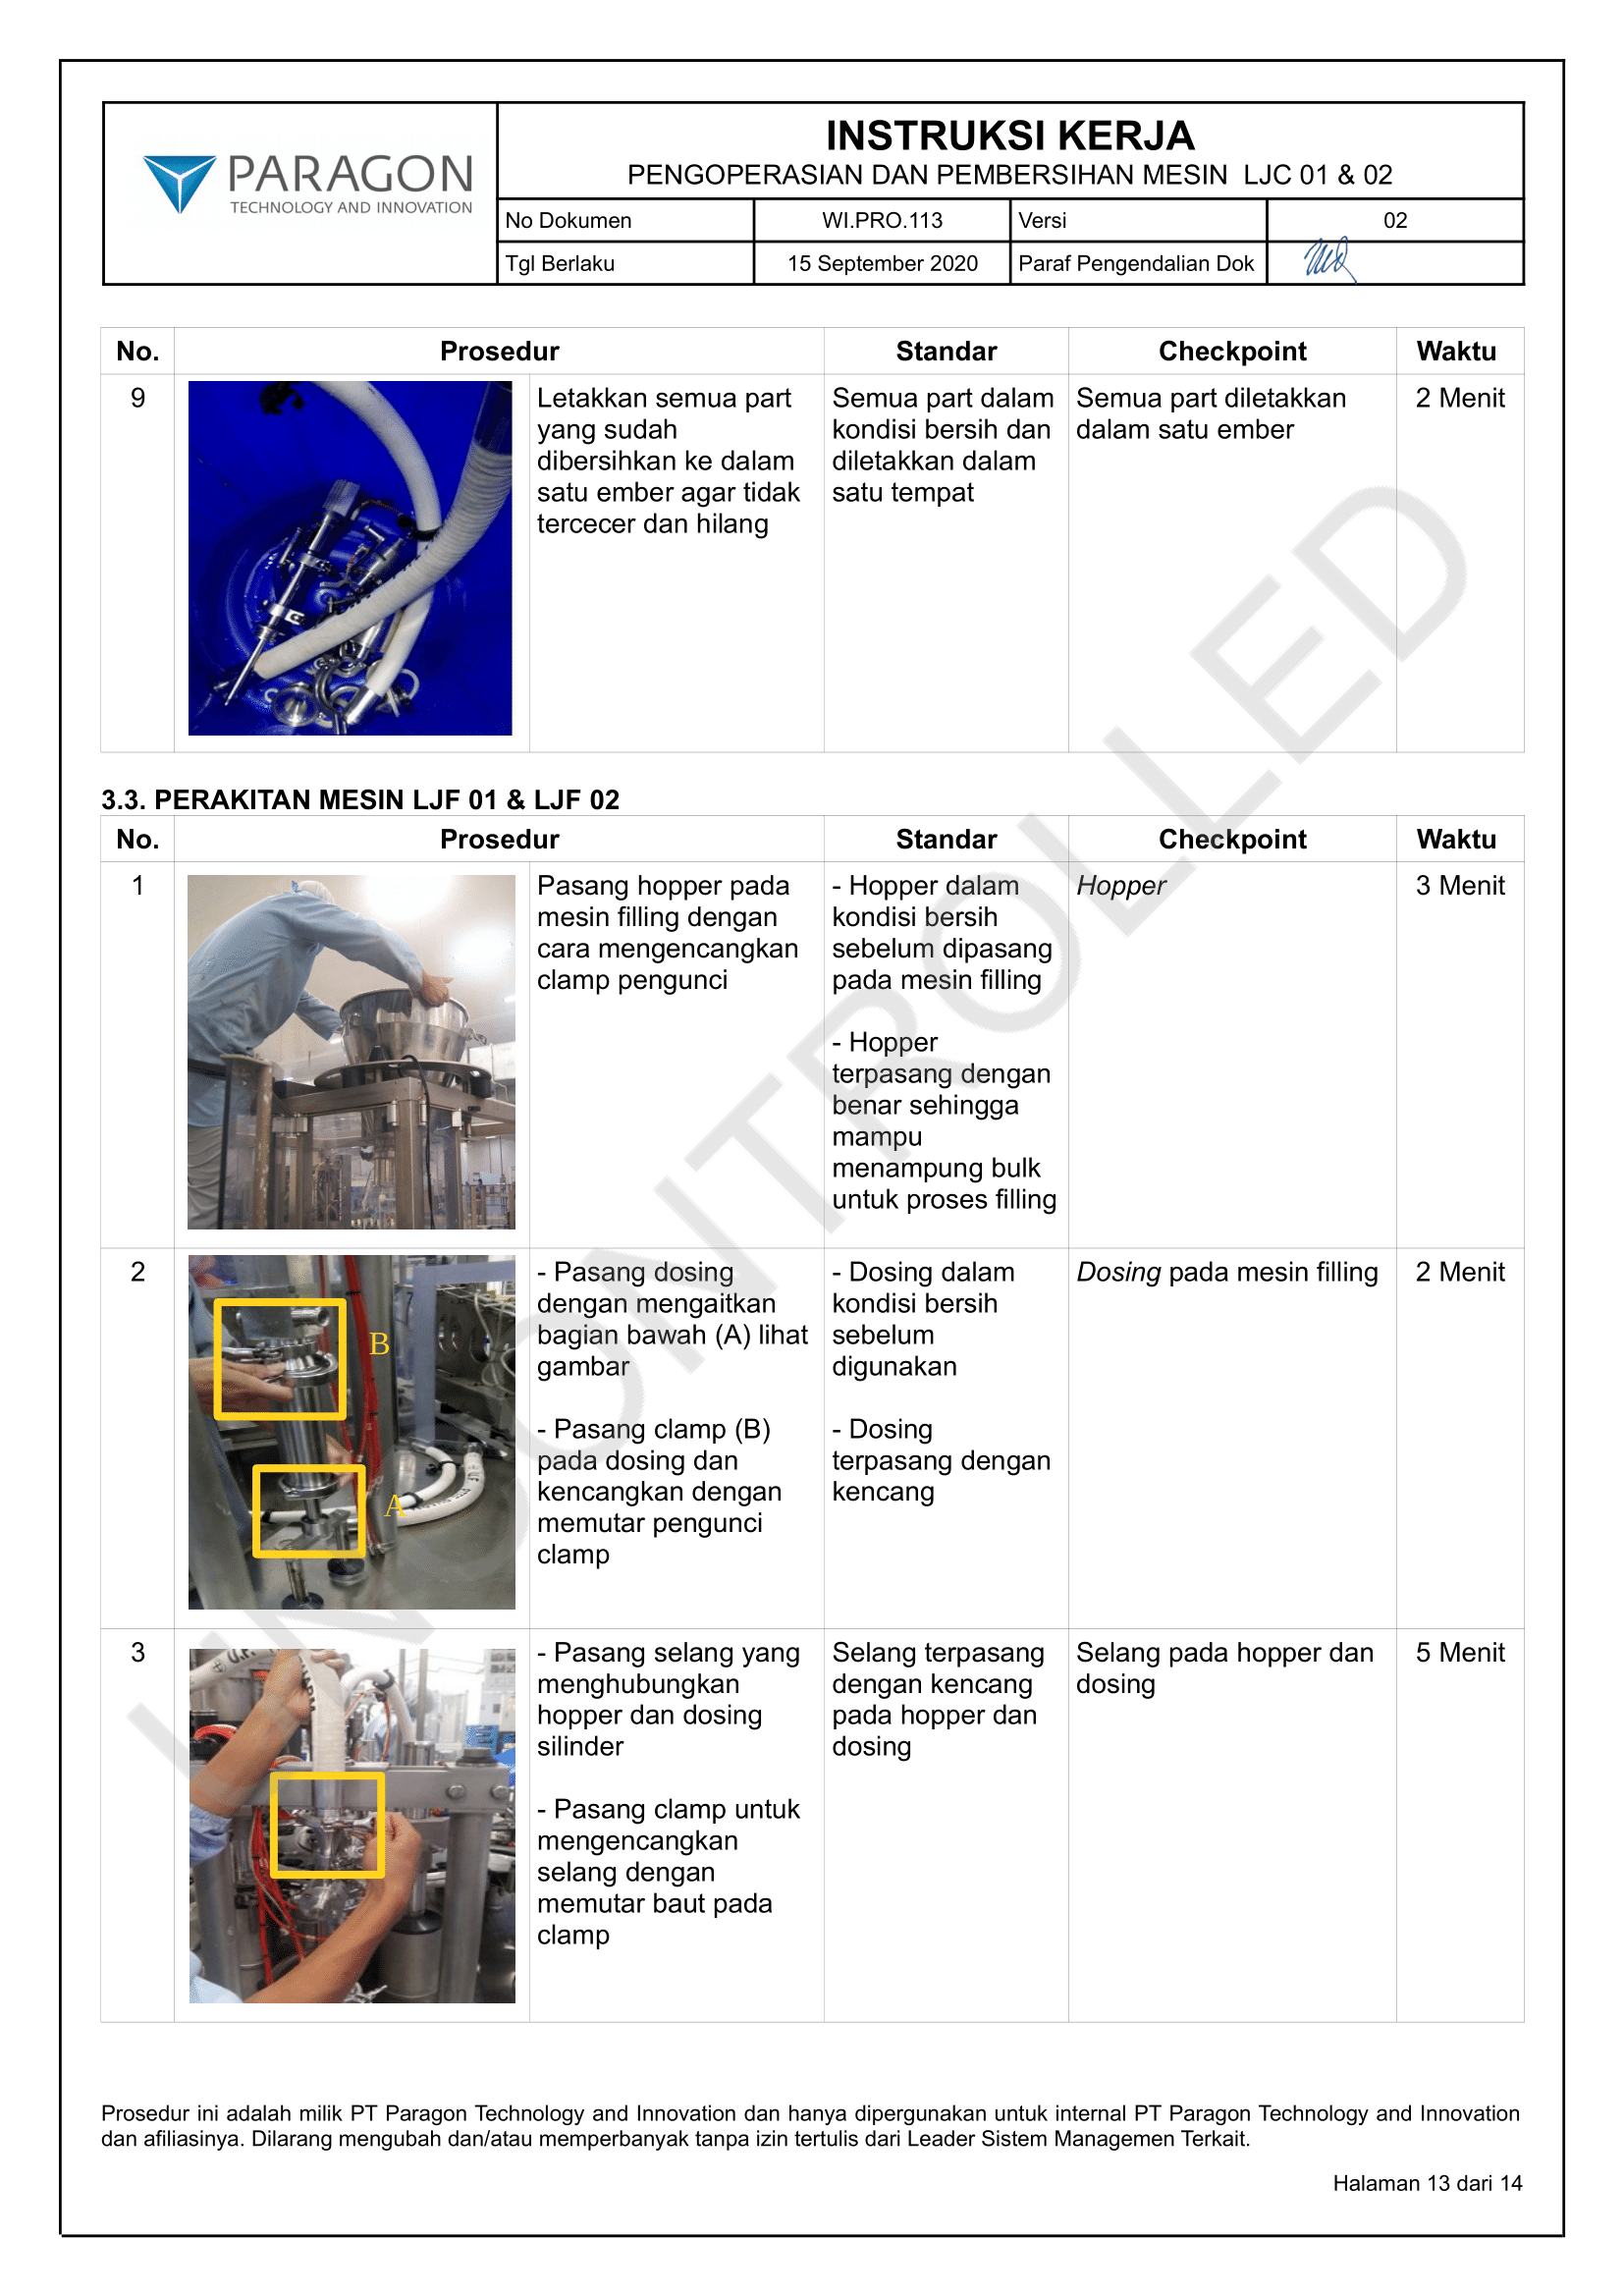 PARAGON
TECHNOLOGY AND INNOVATION
INSTRUKSI KERJA
PENGOPERASIAN DAN PEMBERSIHAN MESIN LJC 01 & 02
No Dokumen
WI.PRO.113
Versi
02
Tgl Berlaku
15 September 2020
Paraf Pengendalian Dok
No.
Prosedur
Standar
Checkpoint
Waktu
9
Letakkan semua part
yang sudah
dibersihkan ke dalam
satu ember agar tidak
tercecer dan hilang
Semua part dalam
kondisi bersih dan
diletakkan dalam
satu tempat
Semua part diletakkan
dalam satu ember
2 Menit
3.3. PERAKITAN MESIN LJF 01 & LJF 02
No.
Prosedur
Standar
Checkpoint
Waktu
1
Pasang hopper pada
mesin filling dengan
cara mengencangkan
clamp pengunci
- Hopper dalam
kondisi bersih
sebelum dipasang
pada mesin filling
- Hopper
terpasang dengan
benar sehingga
mampu
menampung bulk
untuk proses filling
Hopper
3 Menit
2
B
A
- Pasang dosing
dengan mengaitkan
bagian bawah (A) lihat
gambar
- Pasang clamp (B)
pada dosing dan
kencangkan dengan
memutar pengunci
clamp
- Dosing dalam
kondisi bersih
sebelum
digunakan
- Dosing
terpasang dengan
kencang
Dosing pada mesin filling
2 Menit
3
- Pasang selang yang
menghubungkan
hopper dan dosing
silinder
- Pasang clamp untuk
mengencangkan
selang dengan
memutar baut pada
clamp
Selang terpasang
dengan kencang
pada hopper dan
dosing
Selang pada hopper dan
dosing
5 Menit
UNCONTROLLED
Prosedur ini adalah milik PT Paragon Technology and Innovation dan hanya dipergunakan untuk internal PT Paragon Technology and Innovation
dan afiliasinya. Dilarang mengubah dan/atau memperbanyak tanpa izin tertulis dari Leader Sistem Managemen Terkait.
Halaman 13 dari 14